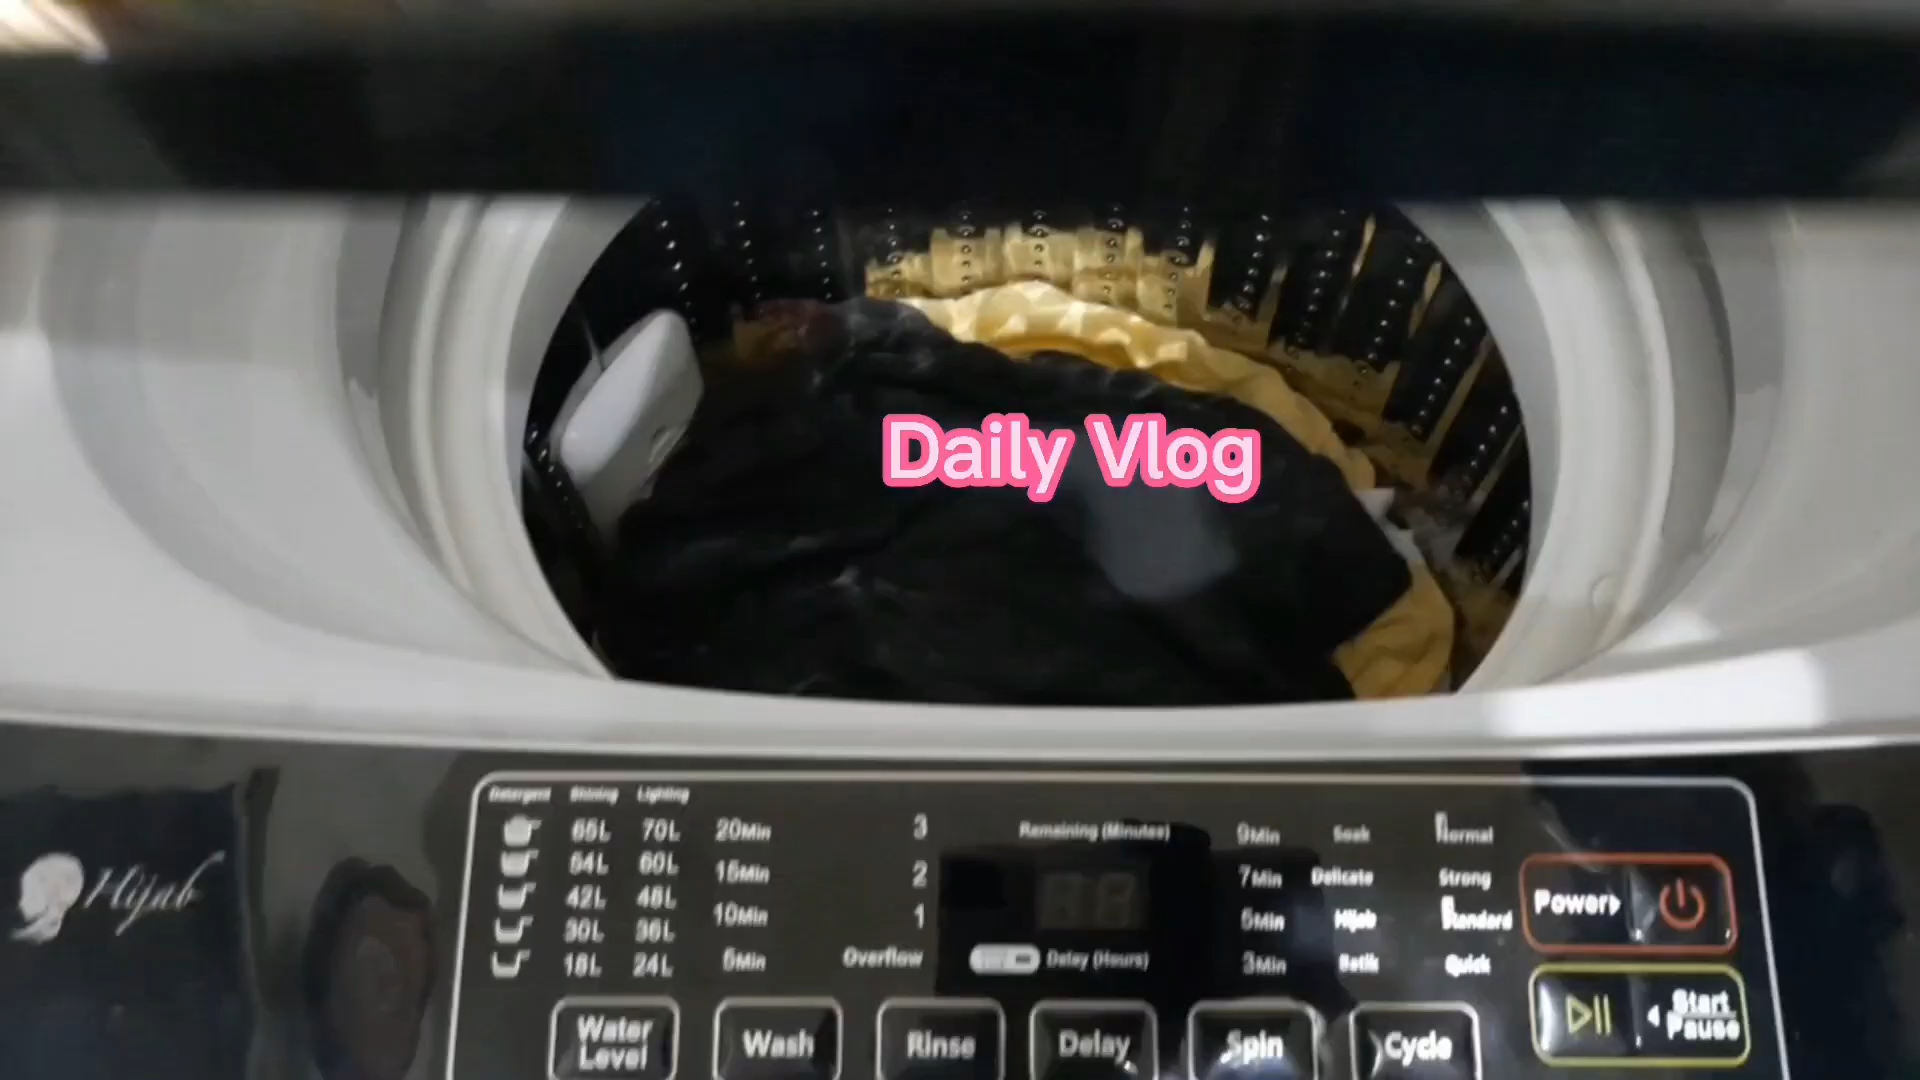 Daily Vlog
Hijab
Detergent Shining Lighting
65L 70L 20Min 3 Remaining (Minutes) 9Min Soak Normal
54L 60L 15Min 2 7Min Delicate Strong
42L 48L 10Min 1 5Min Hijab Standard
30L 36L
18L 24L 5Min Overflow Delay (Hours) 3Min Batik Quick
Power
Start
Pause
Water
Level
Wash Rinse Delay Spin Cycle